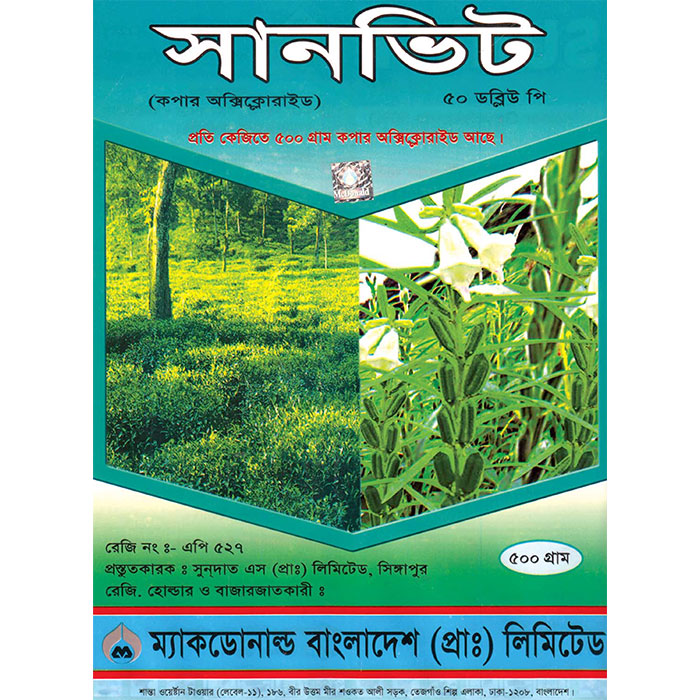 সানভিট
(কপার অক্সিক্লোরাইড) ৫০ ডব্লিউ পি
প্রতি কেজিতে ৫০০ গ্রাম কপার অক্সিক্লোরাইড আছে।
McDonald
রেজি নং ঃ- এপি ৫২৭
প্রস্তুতকারক ঃ সুন্‌দাত এস (প্রাঃ) লিমিটেড, সিঙ্গাপুর
৫০০ গ্রাম
রেজি. হোল্ডার ও বাজারজাতকারী ঃ
ম্যাকডোনাল্ড বাংলাদেশ (প্রাঃ) লিমিটেড
শান্তা ওয়েষ্টার্ন টাওয়ার (লেবেল-১১), ১৮৬, বীর উত্তম মীর শওকত আলী সড়ক, তেজগাঁও শিল্প এলাকা, ঢাকা-১২০৮, বাংলাদেশ।